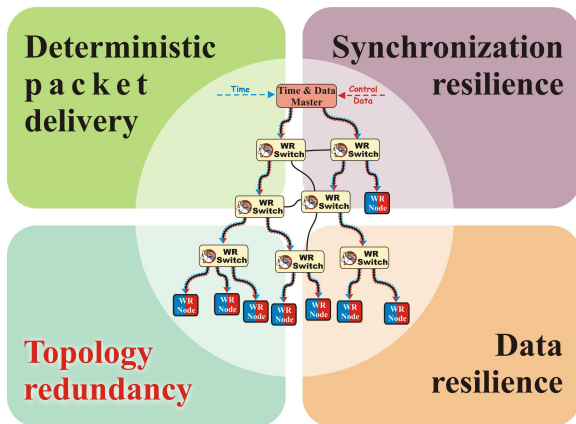 Deterministic
packet
delivery
Synchronization
resilience
Time
Time & Data
Master
Control
Data
WR
Switch
WR
Switch
WR
Switch
WR
Switch
WR
Node
WR
Switch
WR
Switch
WR
Switch
WR
Node
WR
Node
WR
Node
WR
Node
WR
Node
WR
Node
WR
Node
Topology
redundancy
Data
resilience